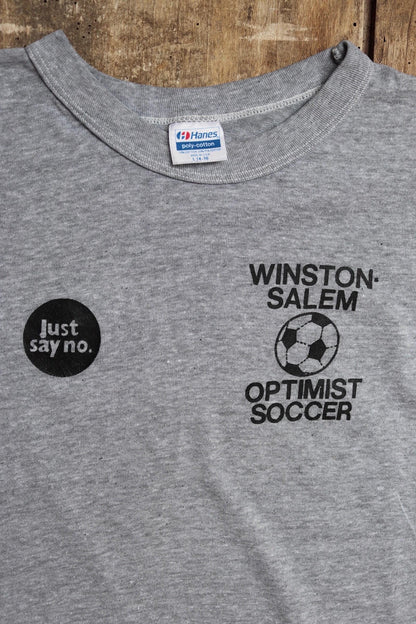 Hanes
poly-cotton
WINSTON-
SALEM
Just
say no.
OPTIMIST
SOCCER